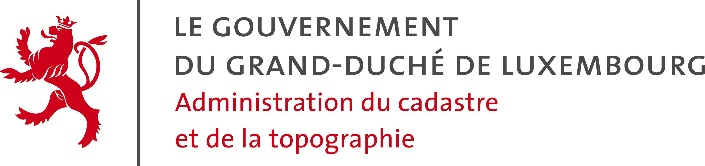 LE GOUVERNEMENT
DU GRAND-DUCHÉ DE LUXEMBOURG
Administration du cadastre
et de la topographie